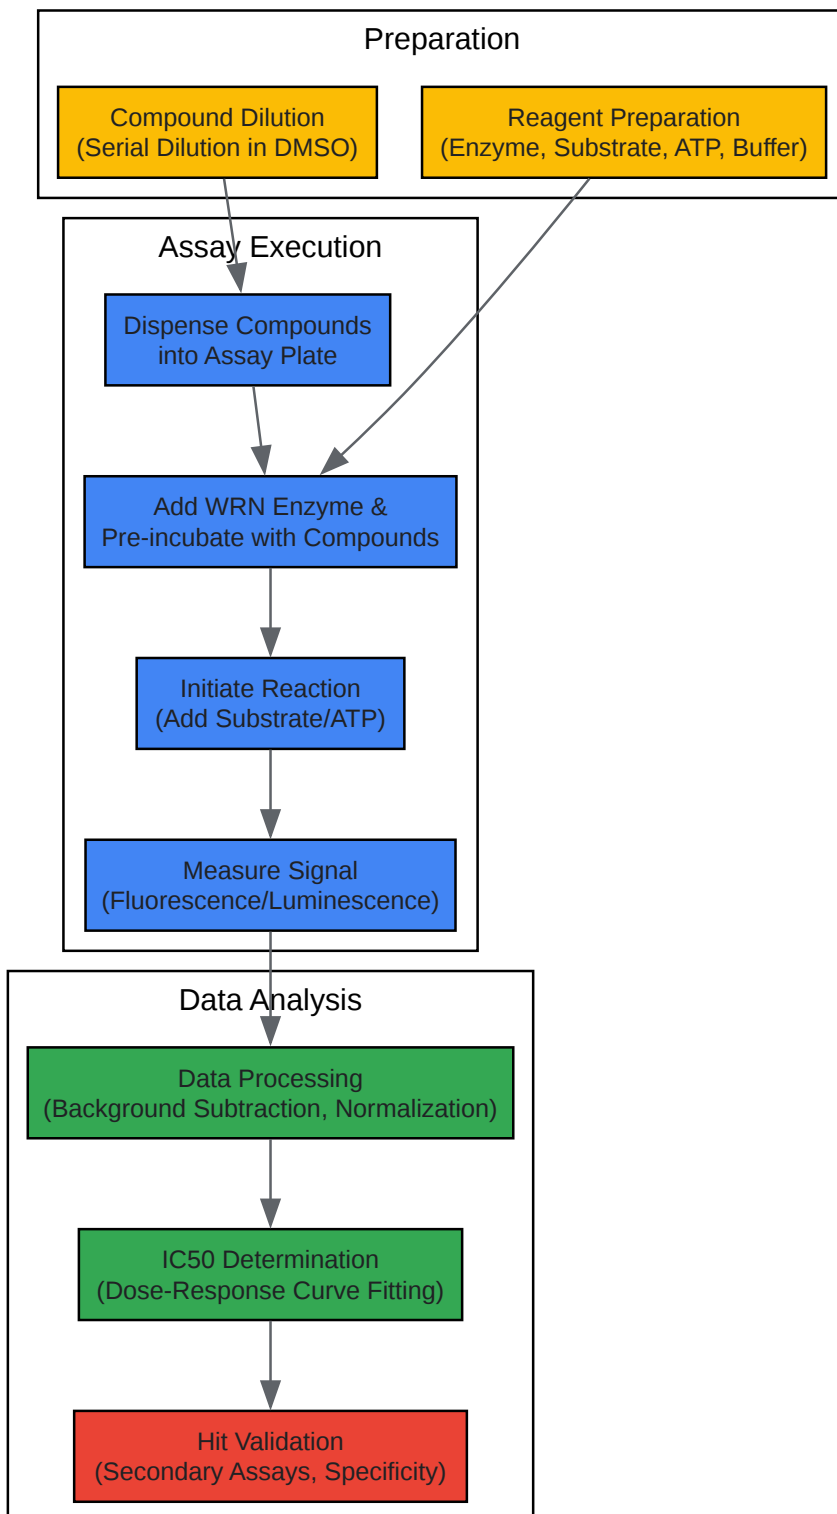 Preparation
Compound Dilution
(Serial Dilution in DMSO)
Reagent Preparation
(Enzyme, Substrate, ATP, Buffer)
Assay Execution
Dispense Compounds
into Assay Plate
Add WRN Enzyme &
Pre-incubate with Compounds
Initiate Reaction
(Add Substrate/ATP)
Measure Signal
(Fluorescence/Luminescence)
Data Analysis
Data Processing
(Background Subtraction, Normalization)
IC50 Determination
(Dose-Response Curve Fitting)
Hit Validation
(Secondary Assays, Specificity)